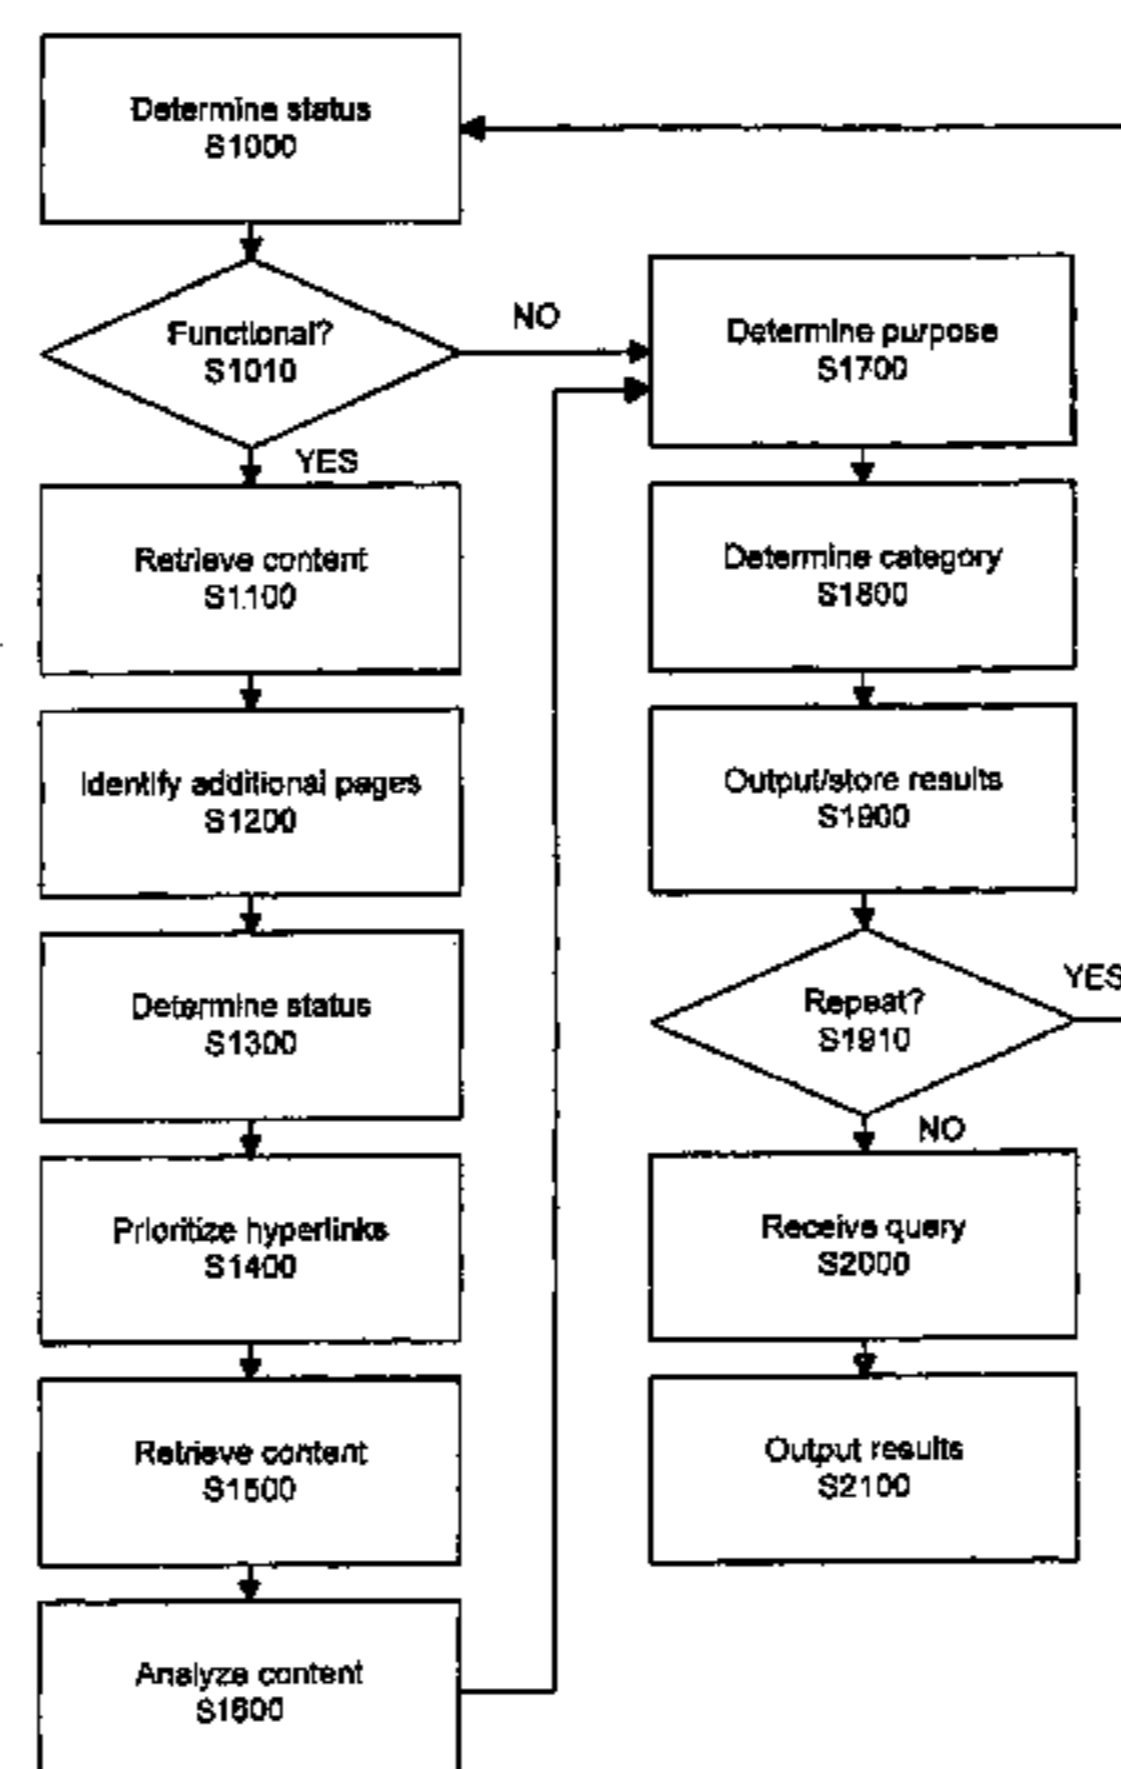 Determine status
S1000
Functional?
S1010
NO
YES
Retrieve content
S1100
Identify additional pages
S1200
Determine status
S1300
Prioritize hyperlinks
S1400
Retrieve content
S1500
Analyze content
S1600
Determine purpose
S1700
Determine category
S1800
Output/store results
S1900
Repeat?
S1910
YES
NO
Receive query
S2000
Output results
S2100